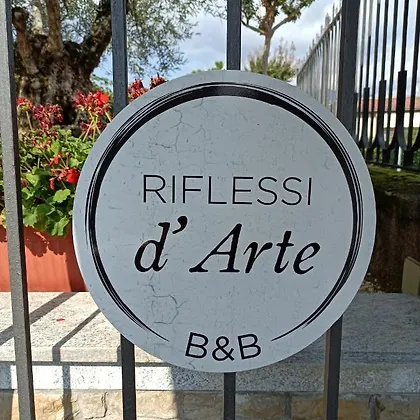 RIFLESSI
d' Arte
B&B